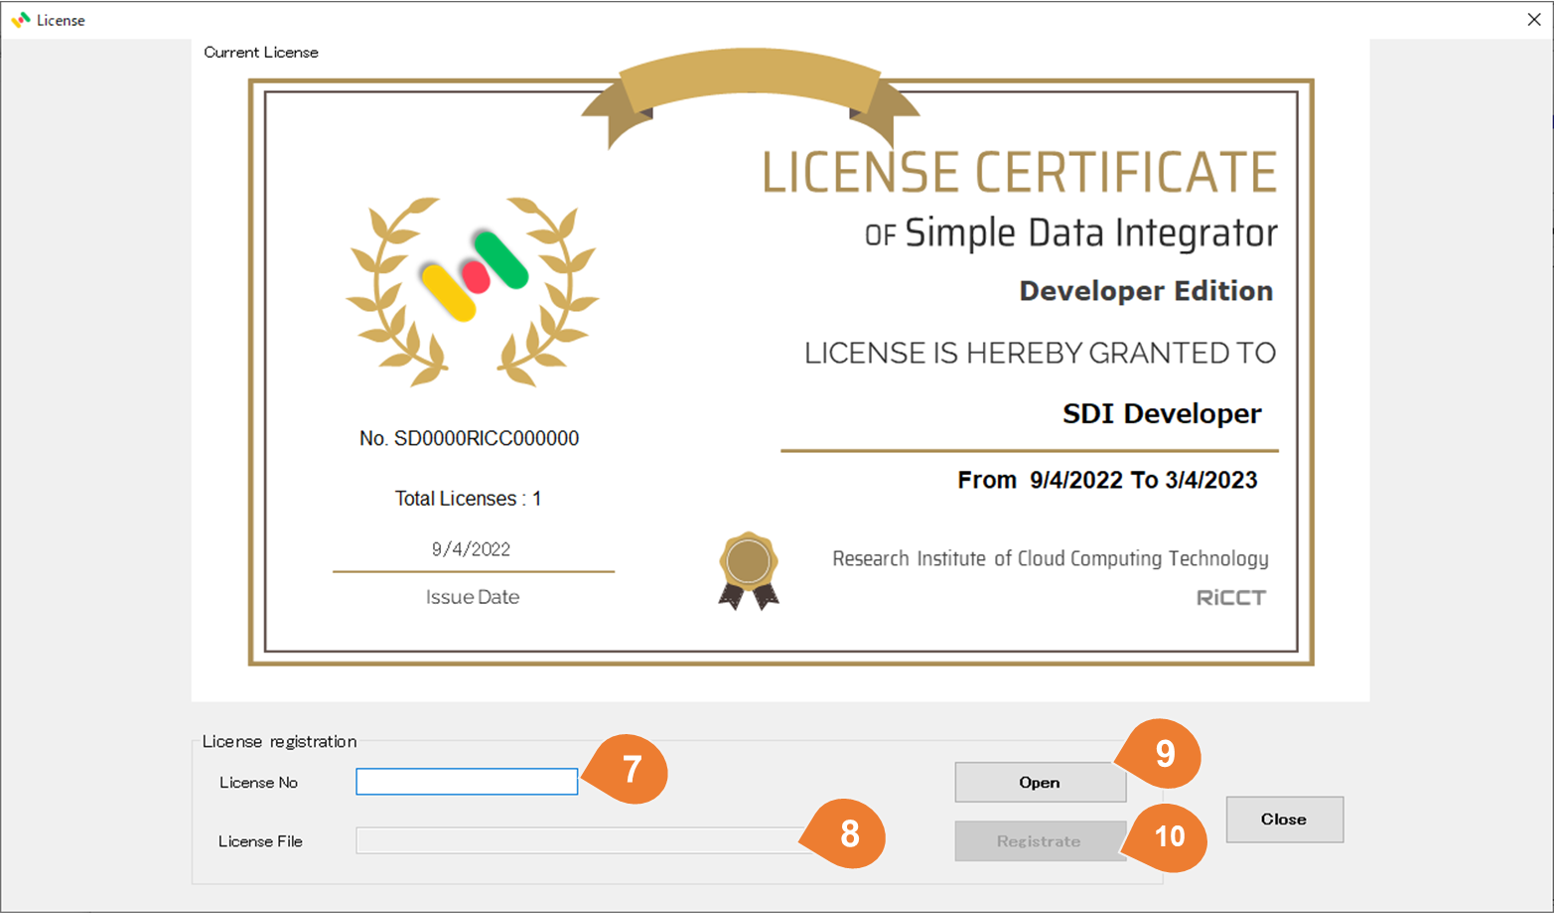 License
Current License
LICENSE CERTIFICATE
OF Simple Data Integrator
Developer Edition
LICENSE IS HEREBY GRANTED TO
SDI Developer
No. SD0000RICC000000
From 9/4/2022 To 3/4/2023
Total Licenses : 1
9/4/2022
Issue Date
Research Institute of Cloud Computing Technology
RiCCT
License registration
License No
7
Open
9
License File
8
Registrate
10
Close